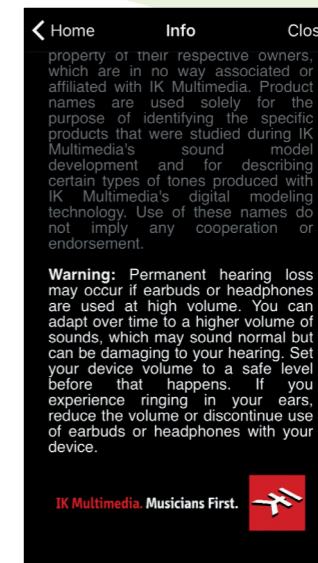 Home Info Clos
property of their respective owners,
which are in no way associated or
affiliated with IK Multimedia. Product
names are used solely for the
purpose of identifying the specific
products that were studied during IK
Multimedia's sound model
development and for describing
certain types of tones produced with
IK Multimedia's digital modeling
technology. Use of these names do
not imply any cooperation or
endorsement.
Warning: Permanent hearing loss
may occur if earbuds or headphones
are used at high volume. You can
adapt over time to a higher volume of
sounds, which may sound normal but
can be damaging to your hearing. Set
your device volume to a safe level
before that happens. If you
experience ringing in your ears,
reduce the volume or discontinue use
of earbuds or headphones with your
device.
IK Multimedia. Musicians First.